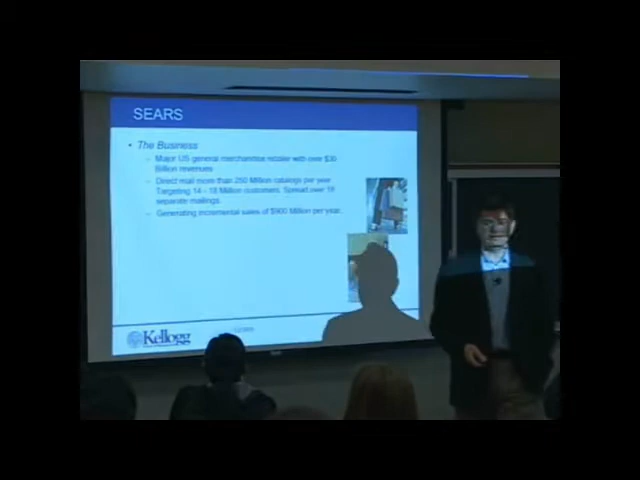 SEARS
• The Business
– Major US general merchandise retailer with over $30
Billion revenues
– Direct mail more than 250 Million catalogs per year
Targeting 14 - 18 Million customers. Spread over 18
separate mailings.
– Generating incremental sales of $900 Million per year.
Kellogg